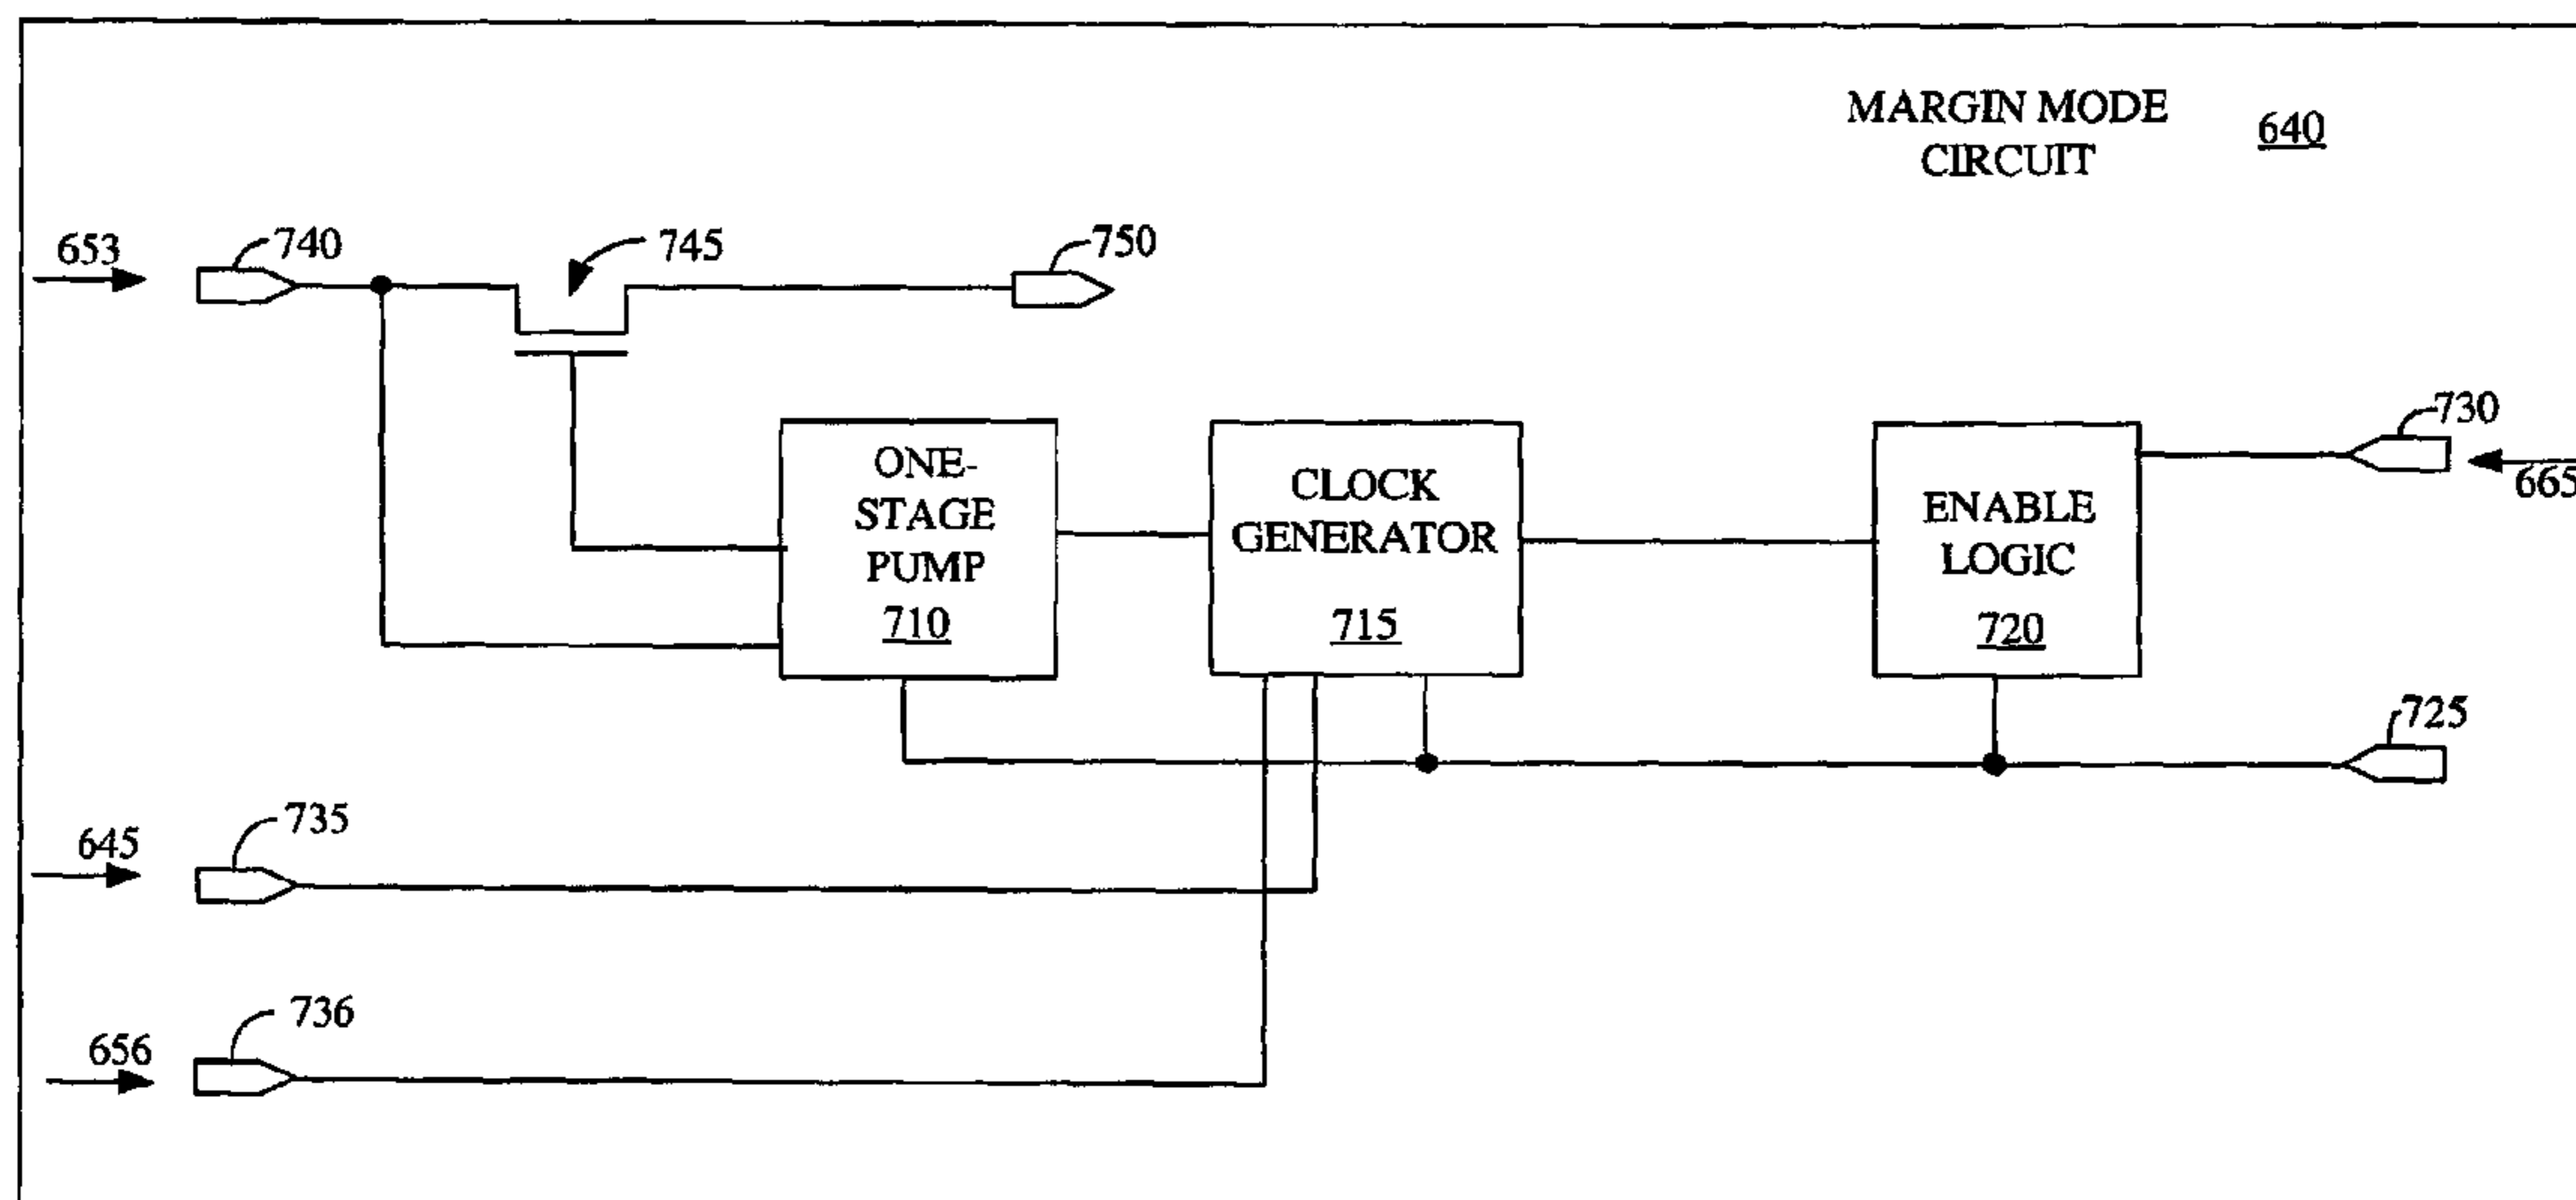 MARGIN MODE
CIRCUIT
640
653
740
745
750
730
665
ONE-
STAGE
PUMP
710
CLOCK
GENERATOR
715
ENABLE
LOGIC
720
725
645
735
656
736